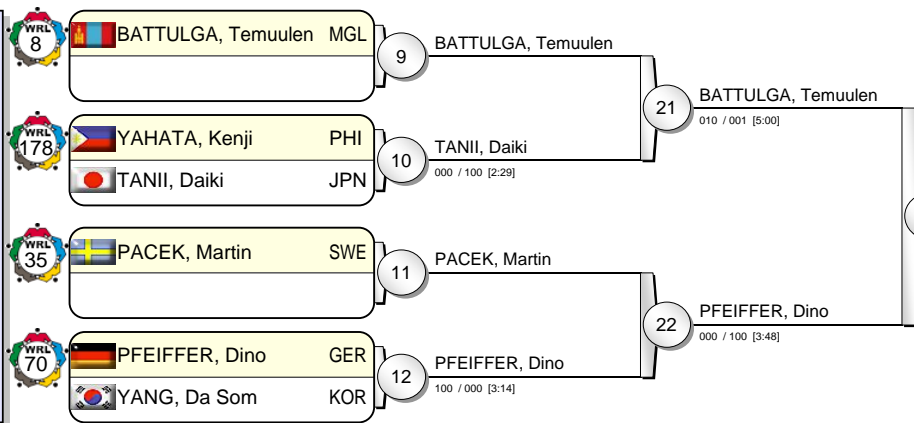 WRL
8
BATTULGA, Temuulen MGL
9
BATTULGA, Temuulen
21
BATTULGA, Temuulen
010 / 001 [5:00]
WRL
178
YAHATA, Kenji PHI
TANII, Daiki JPN
10
TANII, Daiki
000 / 100 [2:29]
WRL
35
PACEK, Martin SWE
11
PACEK, Martin
22
PFEIFFER, Dino
000 / 100 [3:48]
WRL
70
PFEIFFER, Dino GER
YANG, Da Som KOR
12
PFEIFFER, Dino
100 / 000 [3:14]